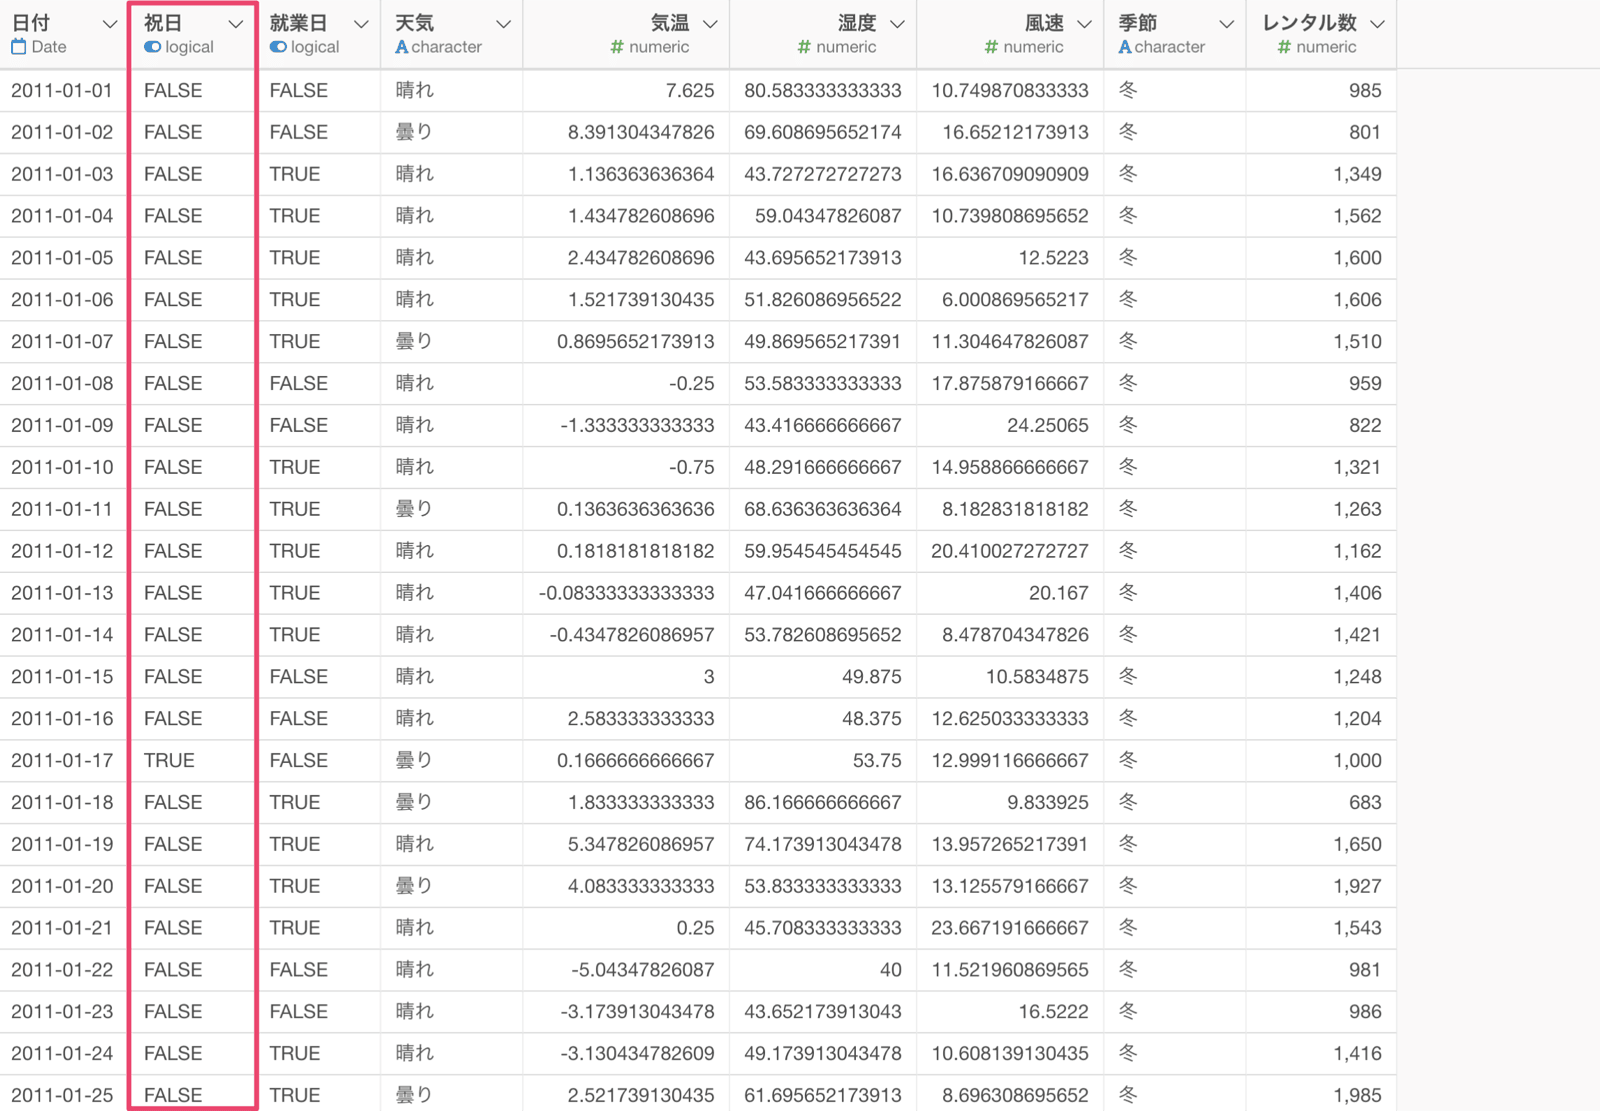 日付 祝日 就業日 天気 気温 湿度 風速 季節 レンタル数
Date logical logical character # numeric # numeric # numeric character # numeric
2011-01-01 FALSE FALSE 晴れ 7.625 80.583333333333 10.749870833333 冬 985
2011-01-02 FALSE FALSE 曇り 8.391304347826 69.608695652174 16.65212173913 冬 801
2011-01-03 FALSE TRUE 晴れ 1.136363636364 43.727272727273 16.636709090909 冬 1,349
2011-01-04 FALSE TRUE 晴れ 1.434782608696 59.04347826087 10.739808695652 冬 1,562
2011-01-05 FALSE TRUE 晴れ 2.434782608696 43.695652173913 12.5223 冬 1,600
2011-01-06 FALSE TRUE 晴れ 1.521739130435 51.826086956522 6.000869565217 冬 1,606
2011-01-07 FALSE TRUE 曇り 0.8695652173913 49.869565217391 11.304647826087 冬 1,510
2011-01-08 FALSE FALSE 晴れ -0.25 53.583333333333 17.875879166667 冬 959
2011-01-09 FALSE FALSE 晴れ -1.333333333333 43.416666666667 24.25065 冬 822
2011-01-10 FALSE TRUE 晴れ -0.75 48.291666666667 14.958866666667 冬 1,321
2011-01-11 FALSE TRUE 曇り 0.1363636363636 68.636363636364 8.182831818182 冬 1,263
2011-01-12 FALSE TRUE 晴れ 0.1818181818182 59.954545454545 20.410027272727 冬 1,162
2011-01-13 FALSE TRUE 晴れ -0.08333333333333 47.041666666667 20.167 冬 1,406
2011-01-14 FALSE TRUE 晴れ -0.4347826086957 53.782608695652 8.478704347826 冬 1,421
2011-01-15 FALSE FALSE 晴れ 3 49.875 10.5834875 冬 1,248
2011-01-16 FALSE FALSE 晴れ 2.583333333333 48.375 12.625033333333 冬 1,204
2011-01-17 TRUE FALSE 曇り 0.1666666666667 53.75 12.999116666667 冬 1,000
2011-01-18 FALSE TRUE 曇り 1.833333333333 86.166666666667 9.833925 冬 683
2011-01-19 FALSE TRUE 晴れ 5.347826086957 74.173913043478 13.957265217391 冬 1,650
2011-01-20 FALSE TRUE 曇り 4.083333333333 53.833333333333 13.125579166667 冬 1,927
2011-01-21 FALSE TRUE 晴れ 0.25 45.708333333333 23.667191666667 冬 1,543
2011-01-22 FALSE FALSE 晴れ -5.04347826087 40 11.521960869565 冬 981
2011-01-23 FALSE FALSE 晴れ -3.173913043478 43.652173913043 16.5222 冬 986
2011-01-24 FALSE TRUE 晴れ -3.130434782609 49.173913043478 10.608139130435 冬 1,416
2011-01-25 FALSE TRUE 曇り 2.521739130435 61.695652173913 8.696308695652 冬 1,985